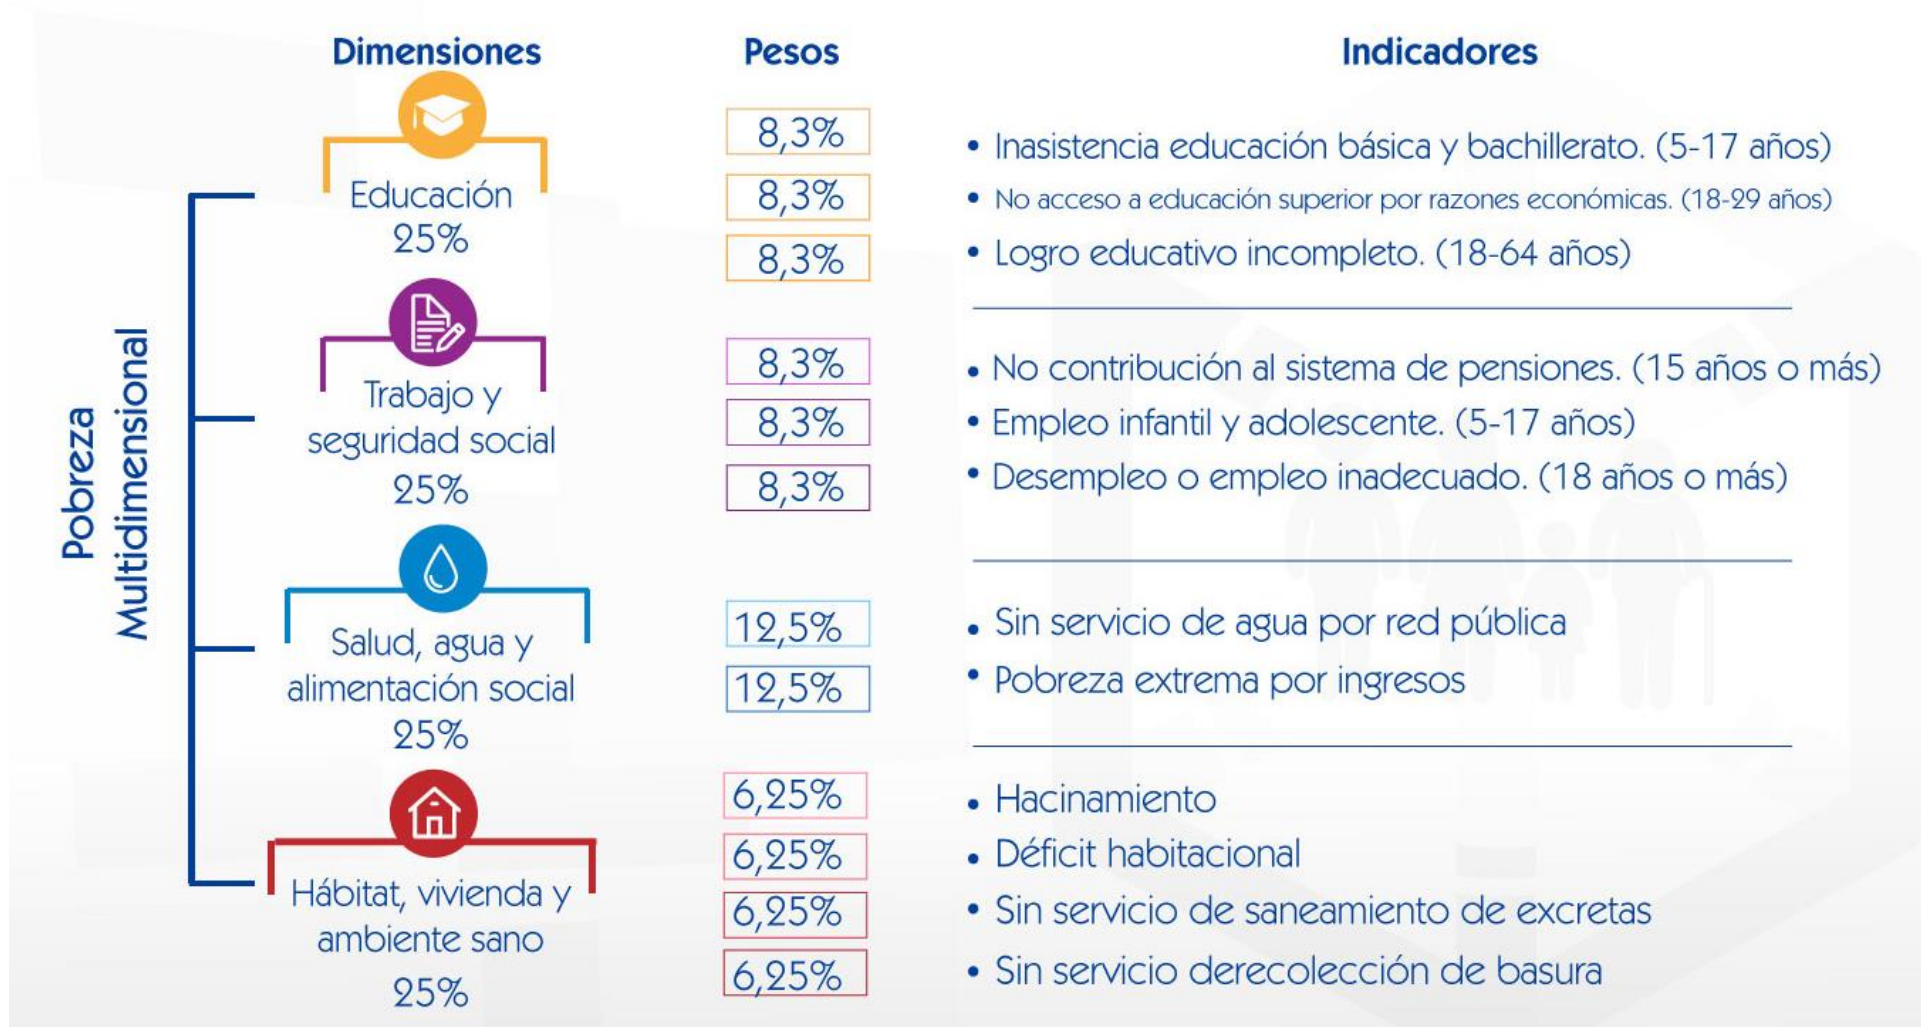 Dimensiones
Pesos
Indicadores
Pobreza
Multidimensional
Educación
25%
8,3%
8,3%
8,3%
• Inasistencia educación básica y bachillerato. (5-17 años)
• No acceso a educación superior por razones económicas. (18-29 años)
• Logro educativo incompleto. (18-64 años)
Trabajo y
seguridad social
25%
8,3%
8,3%
8,3%
• No contribución al sistema de pensiones. (15 años o más)
• Empleo infantil y adolescente. (5-17 años)
• Desempleo o empleo inadecuado. (18 años o más)
Salud, agua y
alimentación social
25%
12,5%
12,5%
• Sin servicio de agua por red pública
• Pobreza extrema por ingresos
Hábitat, vivienda y
ambiente sano
25%
6,25%
6,25%
6,25%
6,25%
• Hacinamiento
• Déficit habitacional
• Sin servicio de saneamiento de excretas
• Sin servicio derecolección de basura